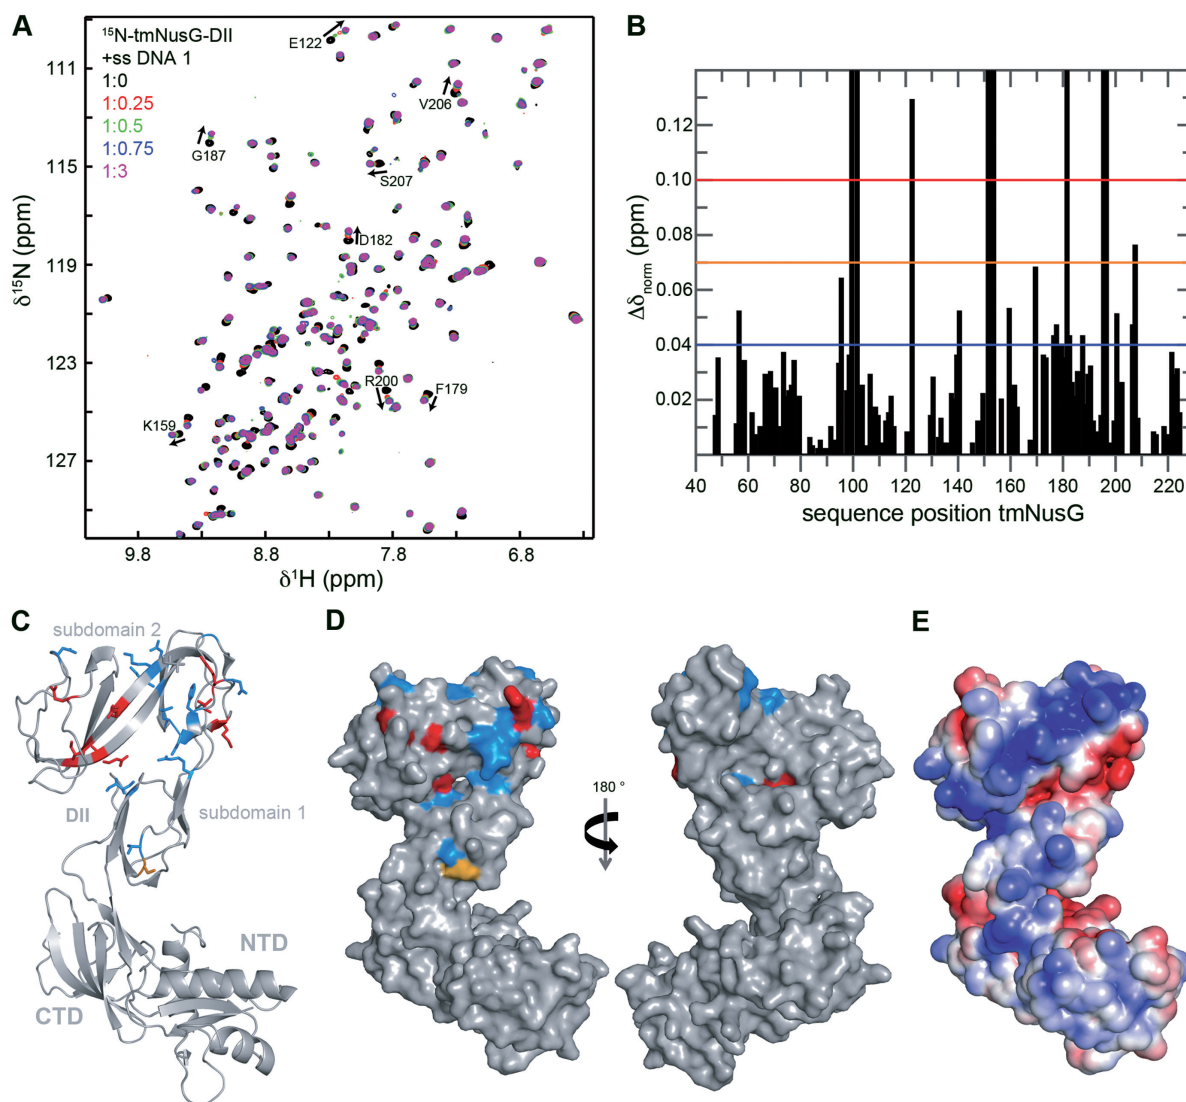 A
¹⁵N-tmNusG-DII
+ss DNA 1
1:0
1:0.25
1:0.5
1:0.75
1:3
E122
V206
G187
S207
D182
R200
F179
K159
111
115
119
123
127
δ¹⁵N (ppm)
9.8 8.8 7.8 6.8
δ¹H (ppm)
B
0.12
0.10
0.08
0.06
0.04
0.02
Δδnorm (ppm)
40 60 80 100 120 140 160 180 200 220
sequence position tmNusG
C
subdomain 2
DII
subdomain 1
NTD
CTD
D
180 °
E